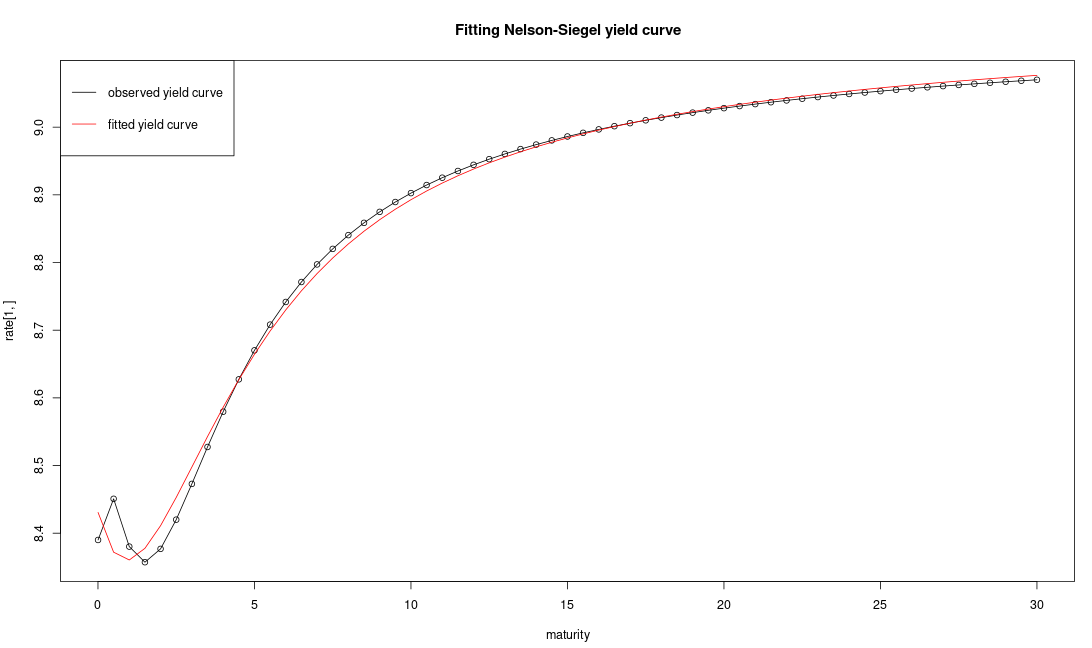 Fitting Nelson-Siegel yield curve
observed yield curve
fitted yield curve
rate[1, ]
9.0
8.9
8.8
8.7
8.6
8.5
8.4
0 5 10 15 20 25 30
maturity